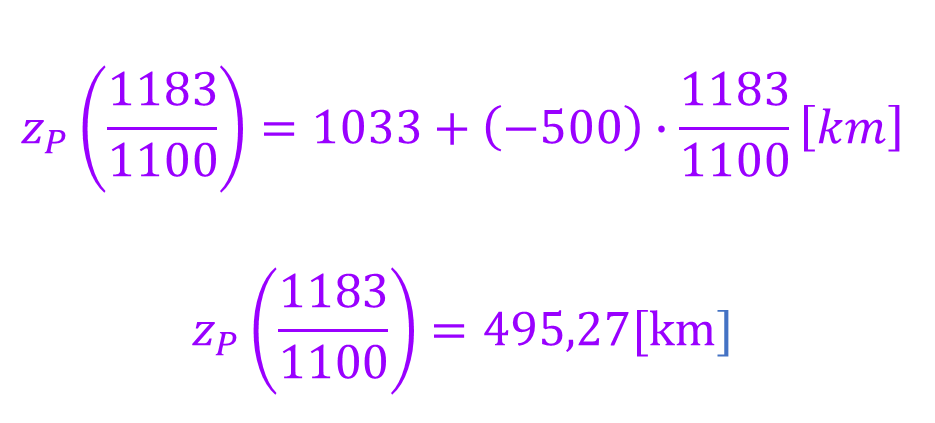 z_P(1183/1100) = 1033 + (−500) · 1183/1100 [km]
z_P(1183/1100) = 495,27[km]